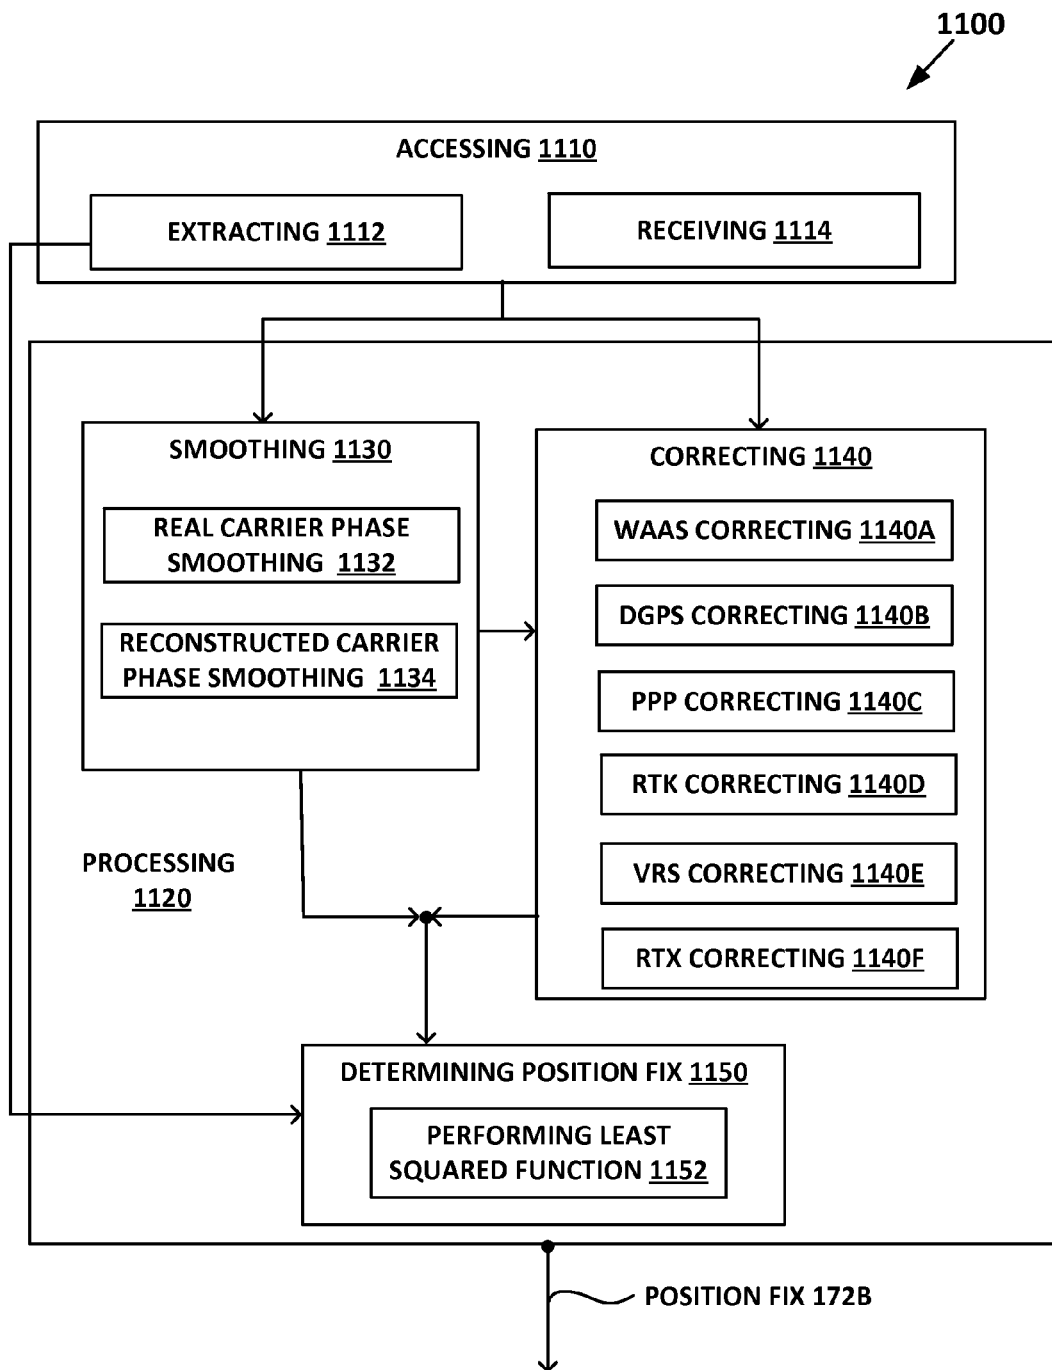 1100
ACCESSING 1110
EXTRACTING 1112
RECEIVING 1114
SMOOTHING 1130
REAL CARRIER PHASE
SMOOTHING 1132
RECONSTRUCTED CARRIER
PHASE SMOOTHING 1134
CORRECTING 1140
WAAS CORRECTING 1140A
DGPS CORRECTING 1140B
PPP CORRECTING 1140C
RTK CORRECTING 1140D
VRS CORRECTING 1140E
RTX CORRECTING 1140F
PROCESSING
1120
DETERMINING POSITION FIX 1150
PERFORMING LEAST
SQUARED FUNCTION 1152
POSITION FIX 172B